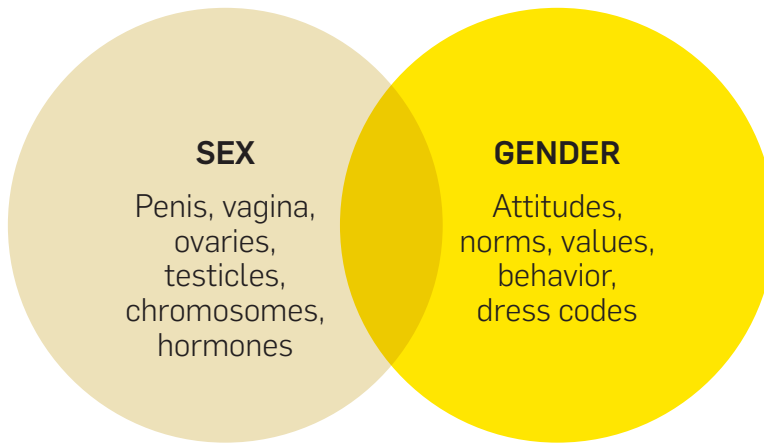 SEX
Penis, vagina,
ovaries,
testicles,
chromosomes,
hormones
GENDER
Attitudes,
norms, values,
behavior,
dress codes